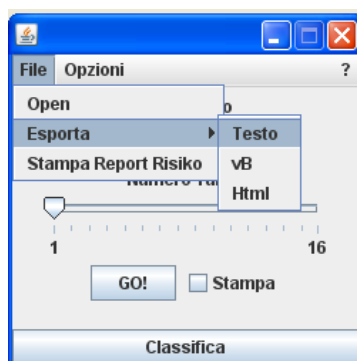 File Opzioni ?
Open
Esporta Testo
Stampa Report Risiko vB
Html
1 16
GO! Stampa
Classifica